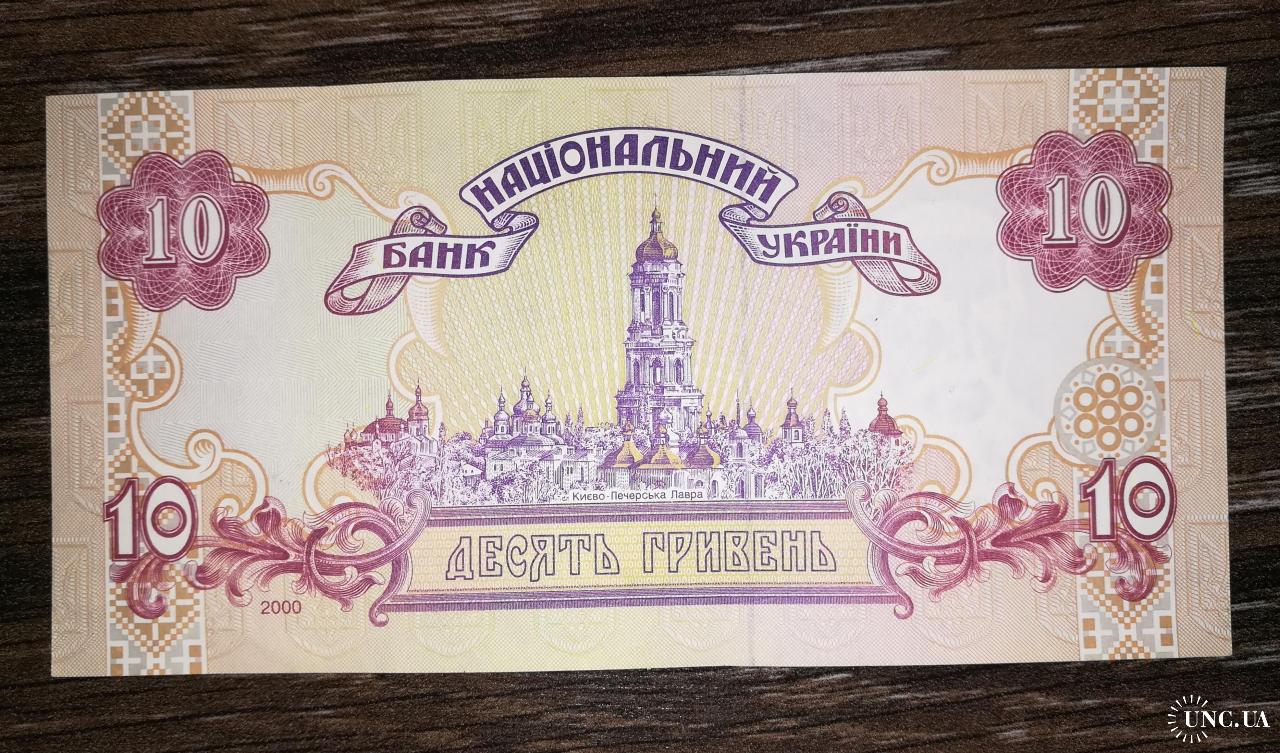 НАЦІОНАЛЬНИЙ
БАНК УКРАЇНИ
10
10
Києво-Печерська Лавра
10
10
ДЕСЯТЬ ГРИВЕНЬ
2000
UNC.UA